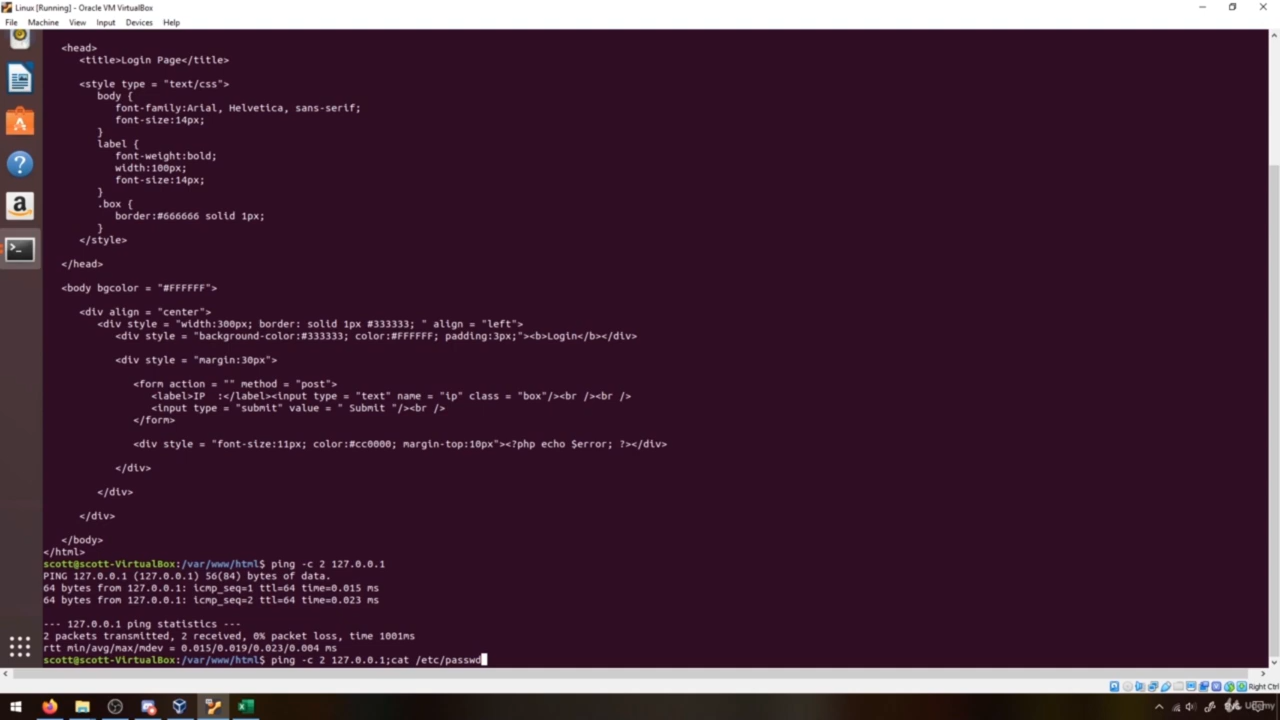 Linux [Running] - Oracle VM VirtualBox
File Machine View Input Devices Help
<head>
<title>Login Page</title>
<style type = "text/css">
body {
font-family:Arial, Helvetica, sans-serif;
font-size:14px;
}
label {
font-weight:bold;
width:100px;
font-size:14px;
}
.box {
border:#666666 solid 1px;
}
</style>
</head>
<body bgcolor = "#FFFFFF">
<div align = "center">
<div style = "width:300px; border: solid 1px #333333; " align = "left">
<div style = "background-color:#333333; color:#FFFFFF; padding:3px;"><b>Login</b></div>
<div style = "margin:30px">
<form action = "" method = "post">
<label>IP  :</label><input type = "text" name = "ip" class = "box"/><br /><br />
<input type = "submit" value = " Submit "/><br />
</form>
<div style = "font-size:11px; color:#cc0000; margin-top:10px"><?php echo $error; ?></div>
</div>
</div>
</div>
</body>
</html>
scott@scott-VirtualBox:/var/www/html$ ping -c 2 127.0.0.1
PING 127.0.0.1 (127.0.0.1) 56(84) bytes of data.
64 bytes from 127.0.0.1: icmp_seq=1 ttl=64 time=0.015 ms
64 bytes from 127.0.0.1: icmp_seq=2 ttl=64 time=0.023 ms
--- 127.0.0.1 ping statistics ---
2 packets transmitted, 2 received, 0% packet loss, time 1001ms
rtt min/avg/max/mdev = 0.015/0.019/0.023/0.004 ms
scott@scott-VirtualBox:/var/www/html$ ping -c 2 127.0.0.1;cat /etc/passwd
Right Ctrl
Udemy